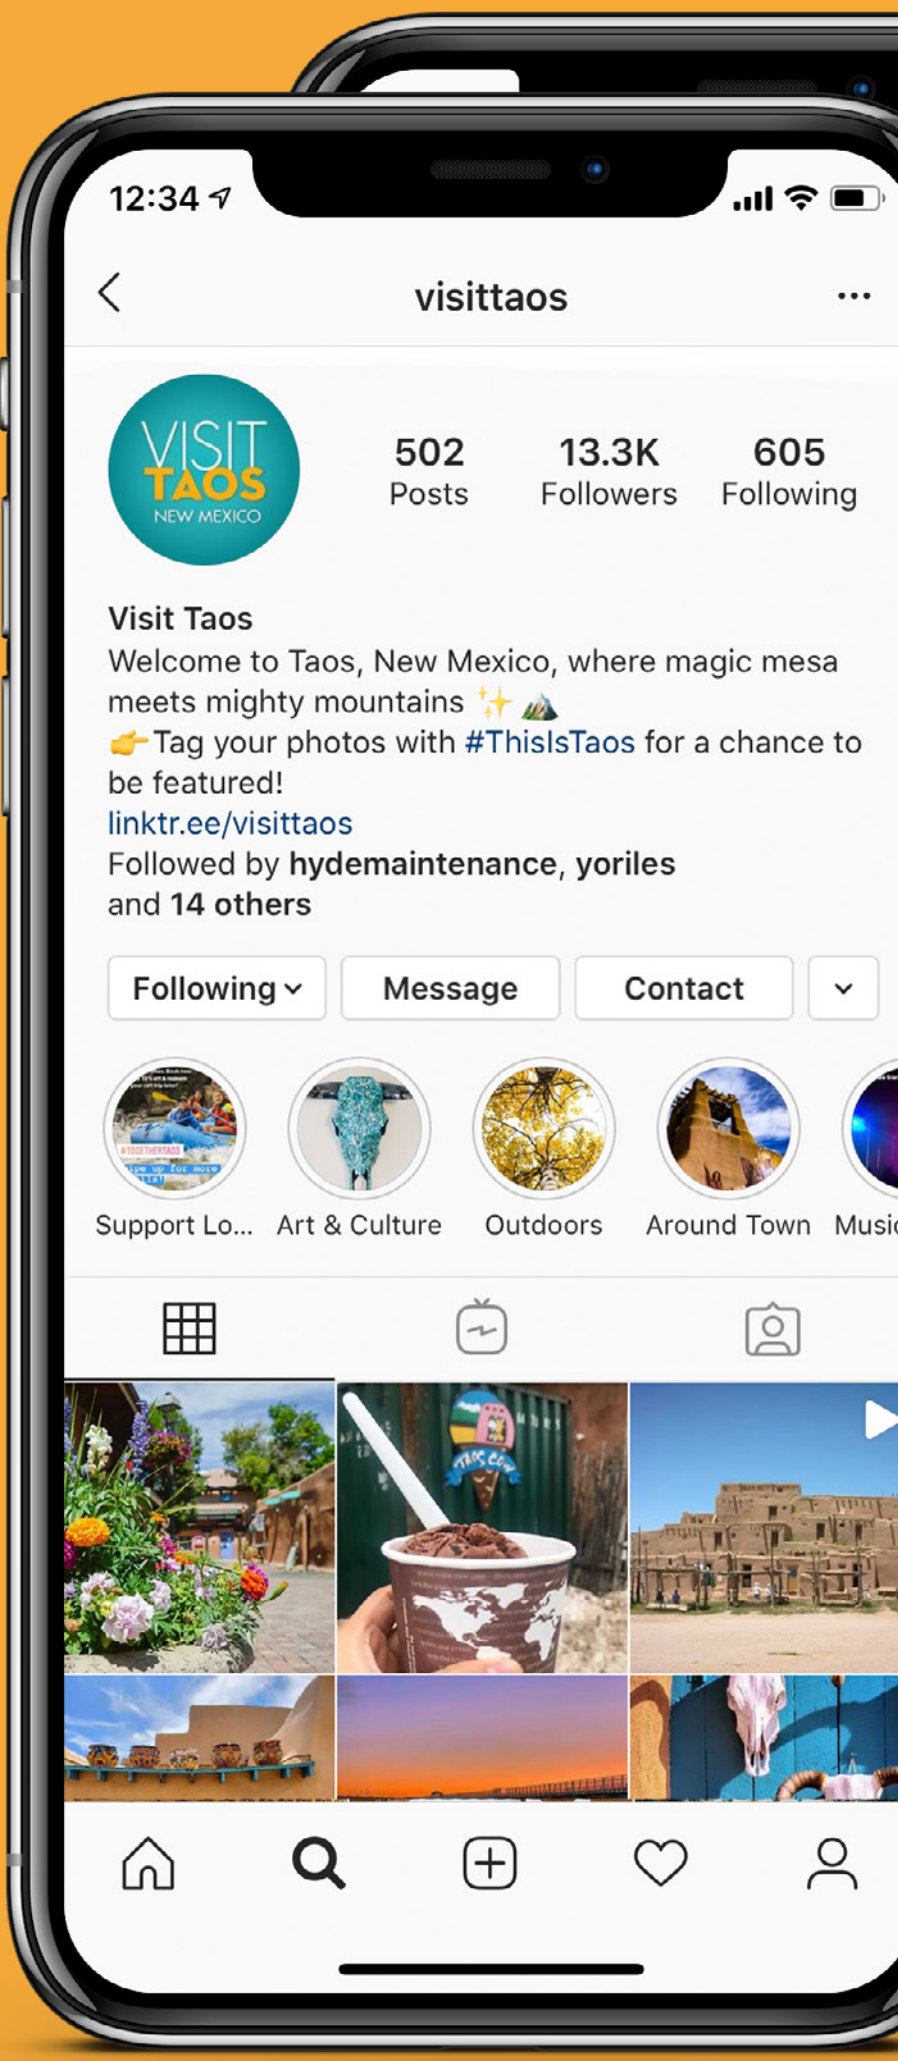 12:34
visittaos
VISIT
TAOS
NEW MEXICO
502 13.3K 605
Posts Followers Following
Visit Taos
Welcome to Taos, New Mexico, where magic mesa
meets mighty mountains ✨ 🏔️
👉Tag your photos with #ThisIsTaos for a chance to
be featured!
linktr.ee/visittaos
Followed by hydemaintenance, yoriles
and 14 others
Following Message Contact
#TOGETHERTAOS
up for more
Support Lo... Art & Culture Outdoors Around Town Music
TAOS COW